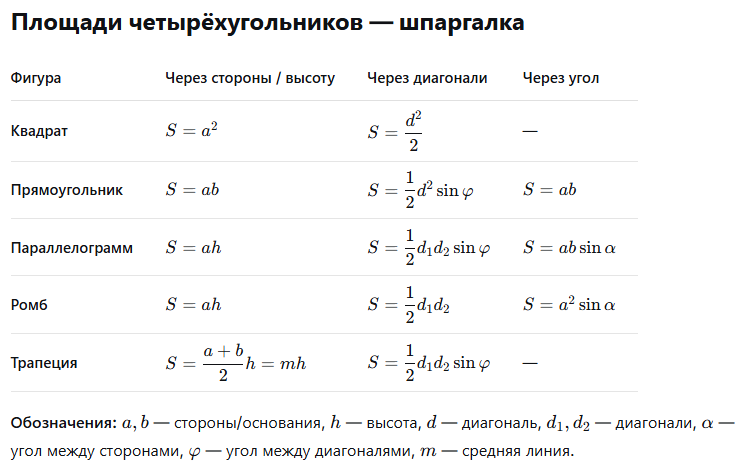 Площади четырёхугольников — шпаргалка
Фигура Через стороны / высоту Через диагонали Через угол
Квадрат S = a² S = d²/2 —
Прямоугольник S = ab S = 1/2 d² sin φ S = ab
Параллелограмм S = ah S = 1/2 d₁d₂ sin φ S = ab sin α
Ромб S = ah S = 1/2 d₁d₂ S = a² sin α
Трапеция S = (a + b)/2 h = mh S = 1/2 d₁d₂ sin φ —
Обозначения: a, b — стороны/основания, h — высота, d — диагональ, d₁, d₂ — диагонали, α —
угол между сторонами, φ — угол между диагоналями, m — средняя линия.